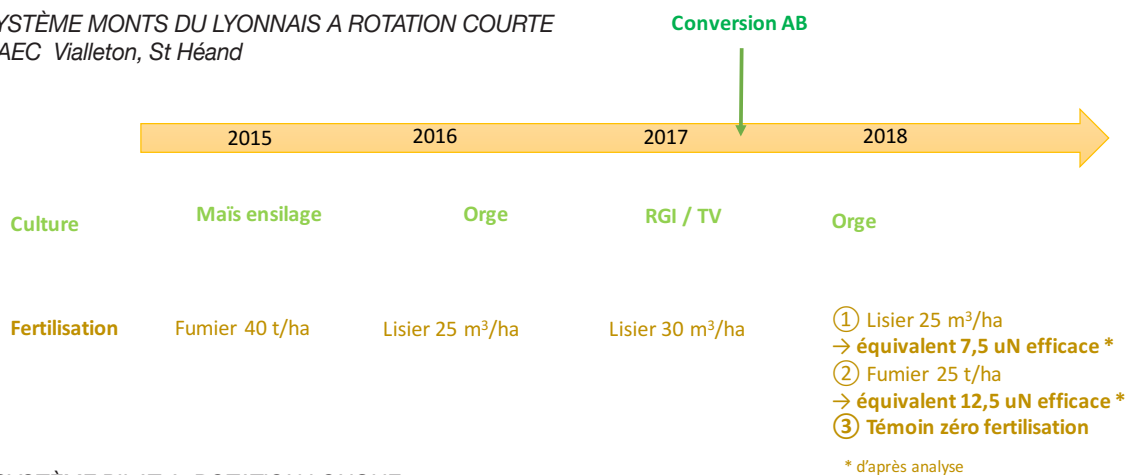 YSTÈME MONTS DU LYONNAIS A ROTATION COURTE
AEC Vialleton, St Héand
Conversion AB
2015 2016 2017 2018
Culture Maïs ensilage Orge RGI / TV Orge
Fertilisation Fumier 40 t/ha Lisier 25 m³/ha Lisier 30 m³/ha ① Lisier 25 m³/ha
→ équivalent 7,5 uN efficace *
② Fumier 25 t/ha
→ équivalent 12,5 uN efficace *
③ Témoin zéro fertilisation
* d'après analyse